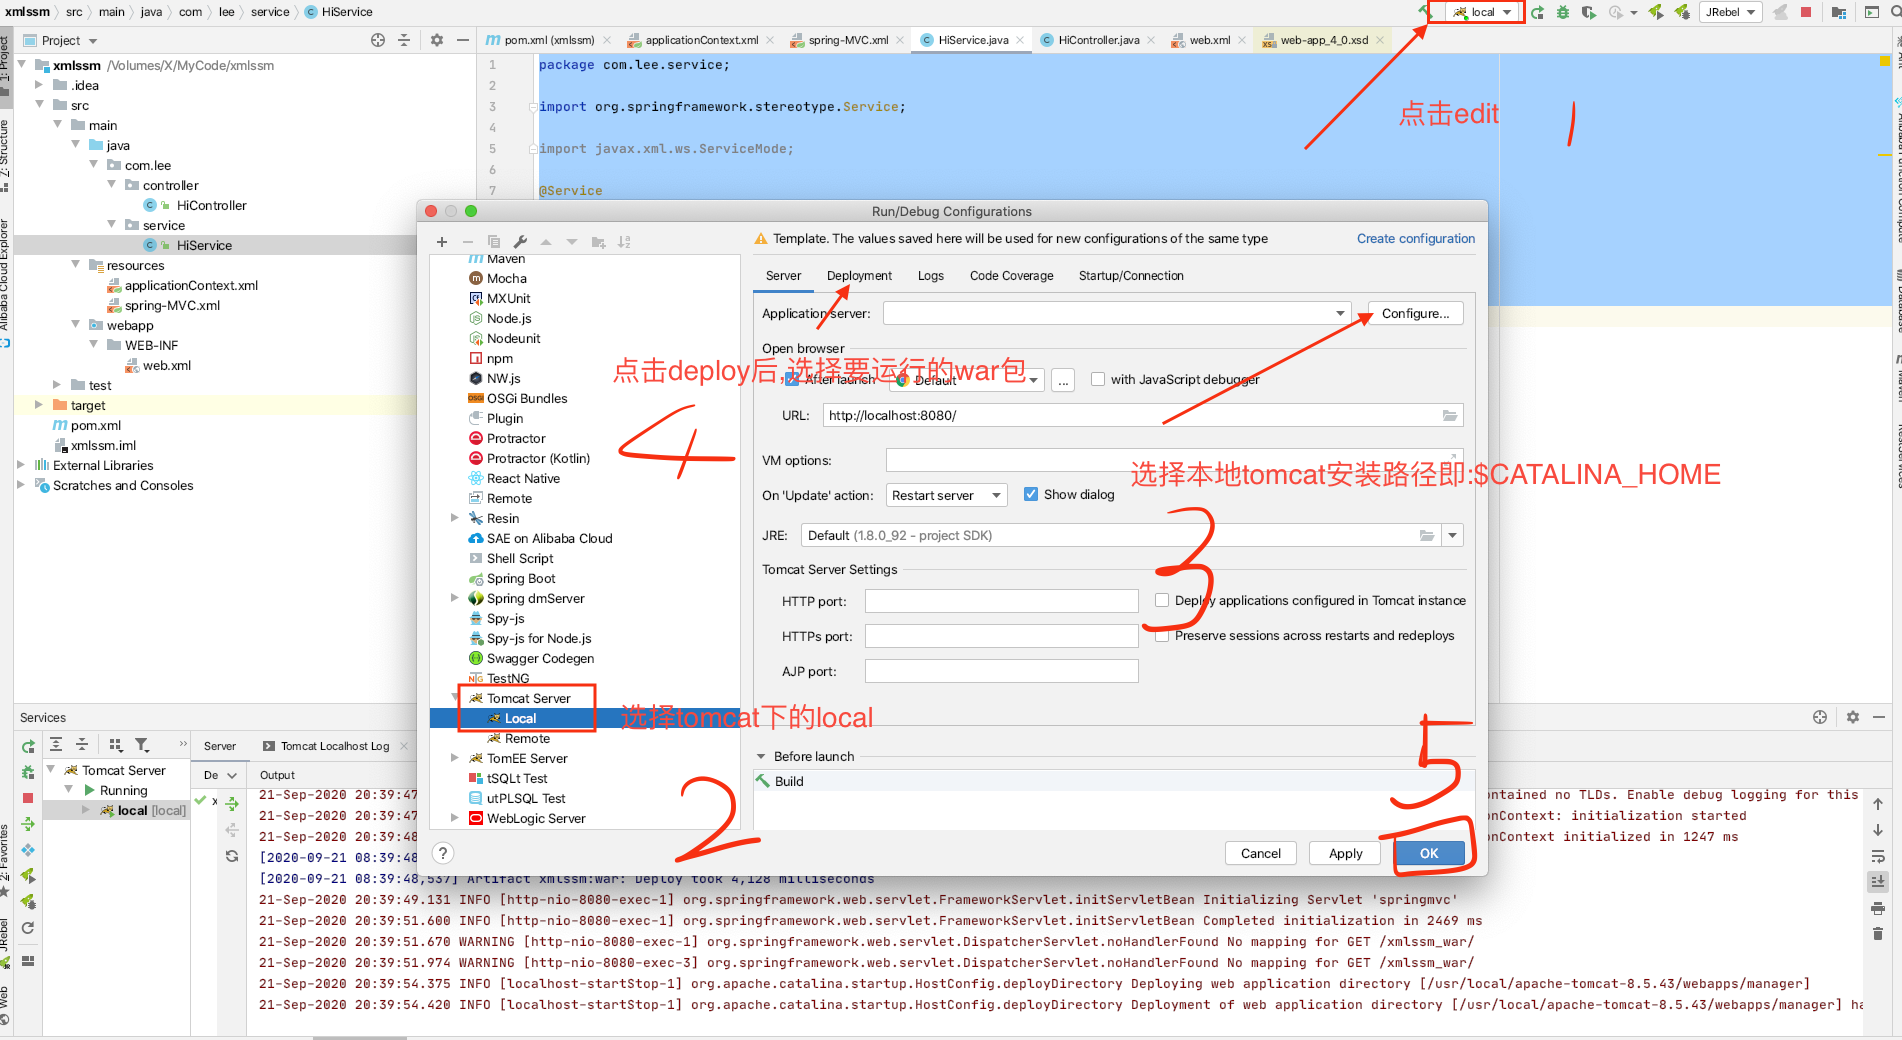 xmlssm src main java com lee service HiService
local
JRebel
Project
pom.xml (xmlssm) applicationContext.xml spring-MVC.xml HiService.java HiController.java web.xml web-app_4_0.xsd
xmlssm /Volumes/X/MyCode/xmlssm
.idea
src
main
java
com.lee
controller
HiController
service
HiService
resources
applicationContext.xml
spring-MVC.xml
webapp
WEB-INF
web.xml
test
target
pom.xml
xmlssm.iml
External Libraries
Scratches and Consoles
1: Project
7: Structure
Alibaba Cloud Explorer
2: Favorites
JRebel
Web
1 package com.lee.service;
2
3 import org.springframework.stereotype.Service;
4
5 import javax.xml.ws.ServiceMode;
6
7 @Service
点击edit
1
Run/Debug Configurations
Template. The values saved here will be used for new configurations of the same type
Create configuration
Maven
Mocha
MXUnit
Node.js
Nodeunit
npm
NW.js
OSGi Bundles
Plugin
Protractor
Protractor (Kotlin)
React Native
Remote
Resin
SAE on Alibaba Cloud
Shell Script
Spring Boot
Spring dmServer
Spy-js
Spy-js for Node.js
Swagger Codegen
TestNG
Tomcat Server
Local
Remote
TomEE Server
tSQLt Test
utPLSQL Test
WebLogic Server
选择tomcat下的local
2
Server Deployment Logs Code Coverage Startup/Connection
Application server:
Configure...
Open browser
After launch Default ... with JavaScript debugger
点击deploy后,选择要运行的war包
4
URL: http://localhost:8080/
VM options:
选择本地tomcat安装路径即:$CATALINA_HOME
3
On 'Update' action: Restart server Show dialog
JRE: Default (1.8.0_92 - project SDK)
Tomcat Server Settings
HTTP port:
Deploy applications configured in Tomcat instance
HTTPs port:
Preserve sessions across restarts and redeploys
AJP port:
Before launch
Build
5
?
Cancel Apply OK
Services
Server Tomcat Localhost Log
Tomcat Server
Running
local [local]
De
Output
21-Sep-2020 20:39:47
ontained no TLDs. Enable debug logging for this
21-Sep-2020 20:39:47
onContext: initialization started
21-Sep-2020 20:39:48
onContext initialized in 1247 ms
[2020-09-21 08:39:48
[2020-09-21 08:39:48,537] Artifact xmlssm:war: Deploy took 4,128 milliseconds
21-Sep-2020 20:39:49.131 INFO [http-nio-8080-exec-1] org.springframework.web.servlet.FrameworkServlet.initServletBean Initializing Servlet 'springmvc'
21-Sep-2020 20:39:51.600 INFO [http-nio-8080-exec-1] org.springframework.web.servlet.FrameworkServlet.initServletBean Completed initialization in 2469 ms
21-Sep-2020 20:39:51.670 WARNING [http-nio-8080-exec-1] org.springframework.web.servlet.DispatcherServlet.noHandlerFound No mapping for GET /xmlssm_war/
21-Sep-2020 20:39:51.974 WARNING [http-nio-8080-exec-3] org.springframework.web.servlet.DispatcherServlet.noHandlerFound No mapping for GET /xmlssm_war/
21-Sep-2020 20:39:54.375 INFO [localhost-startStop-1] org.apache.catalina.startup.HostConfig.deployDirectory Deploying web application directory [/usr/local/apache-tomcat-8.5.43/webapps/manager]
21-Sep-2020 20:39:54.420 INFO [localhost-startStop-1] org.apache.catalina.startup.HostConfig.deployDirectory Deployment of web application directory [/usr/local/apache-tomcat-8.5.43/webapps/manager] ha